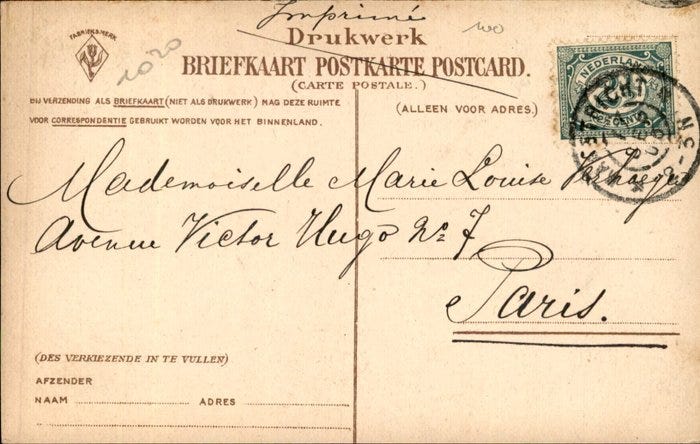 Imprimé
100
FABRIEKSMERK
1020
Drukwerk
BRIEFKAART POSTKARTE POSTCARD.
(CARTE POSTALE.)
BIJ VERZENDING ALS BRIEFKAART (NIET ALS DRUKWERK) MAG DEZE RUIMTE
VOOR CORRESPONDENTIE GEBRUIKT WORDEN VOOR HET BINNENLAND.
(ALLEEN VOOR ADRES.)
NEDERLAND
Mademoiselle Marie Louise
Avenue Victor Hugo No 7
Paris.
(DES VERKIEZENDE IN TE VULLEN)
AFZENDER
NAAM ADRES